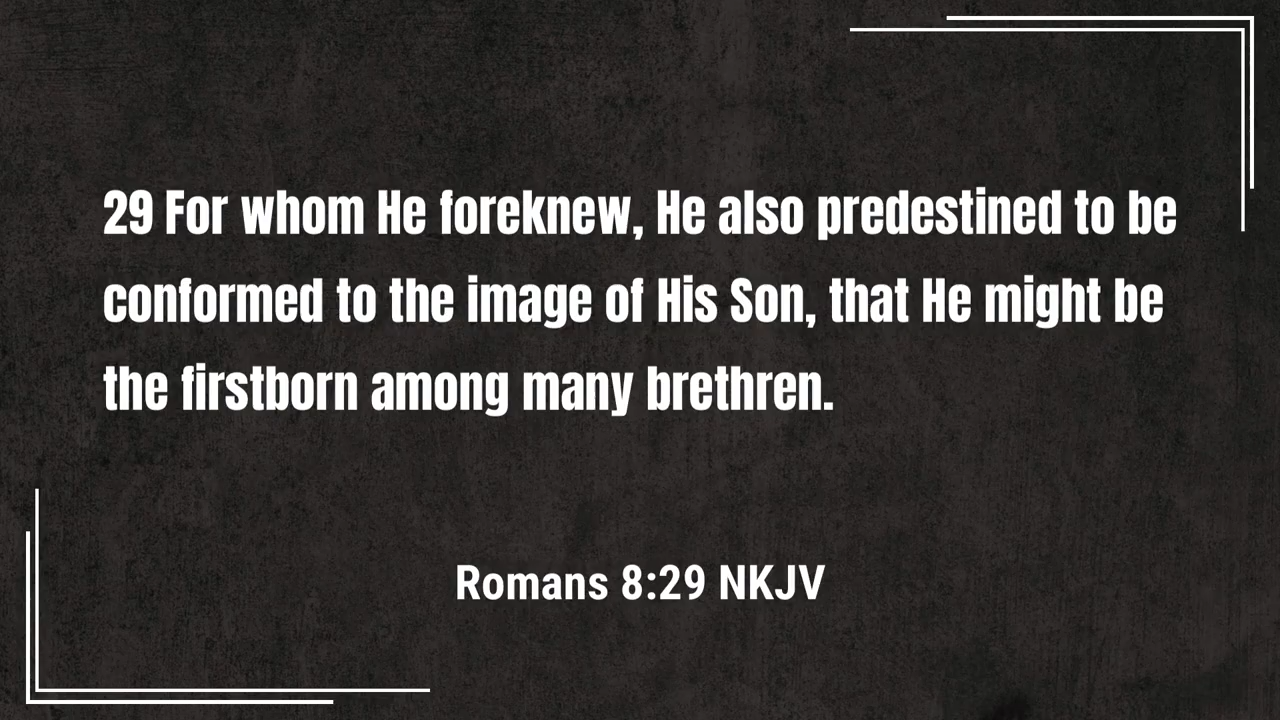 29 For whom He foreknew, He also predestined to be
conformed to the image of His Son, that He might be
the firstborn among many brethren.
Romans 8:29 NKJV